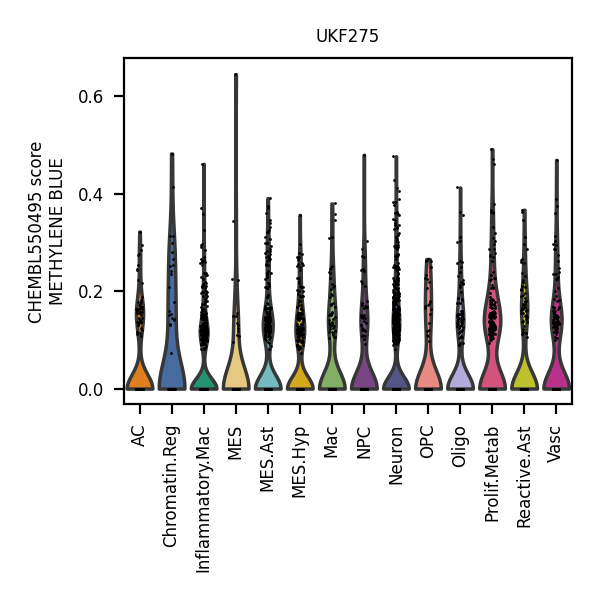 UKF275
CHEMBL550495 score
METHYLENE BLUE
0.6
0.4
0.2
0.0
AC
Chromatin.Reg
Inflammatory.Mac
MES
MES.Ast
MES.Hyp
Mac
NPC
Neuron
OPC
Oligo
Prolif.Metab
Reactive.Ast
Vasc